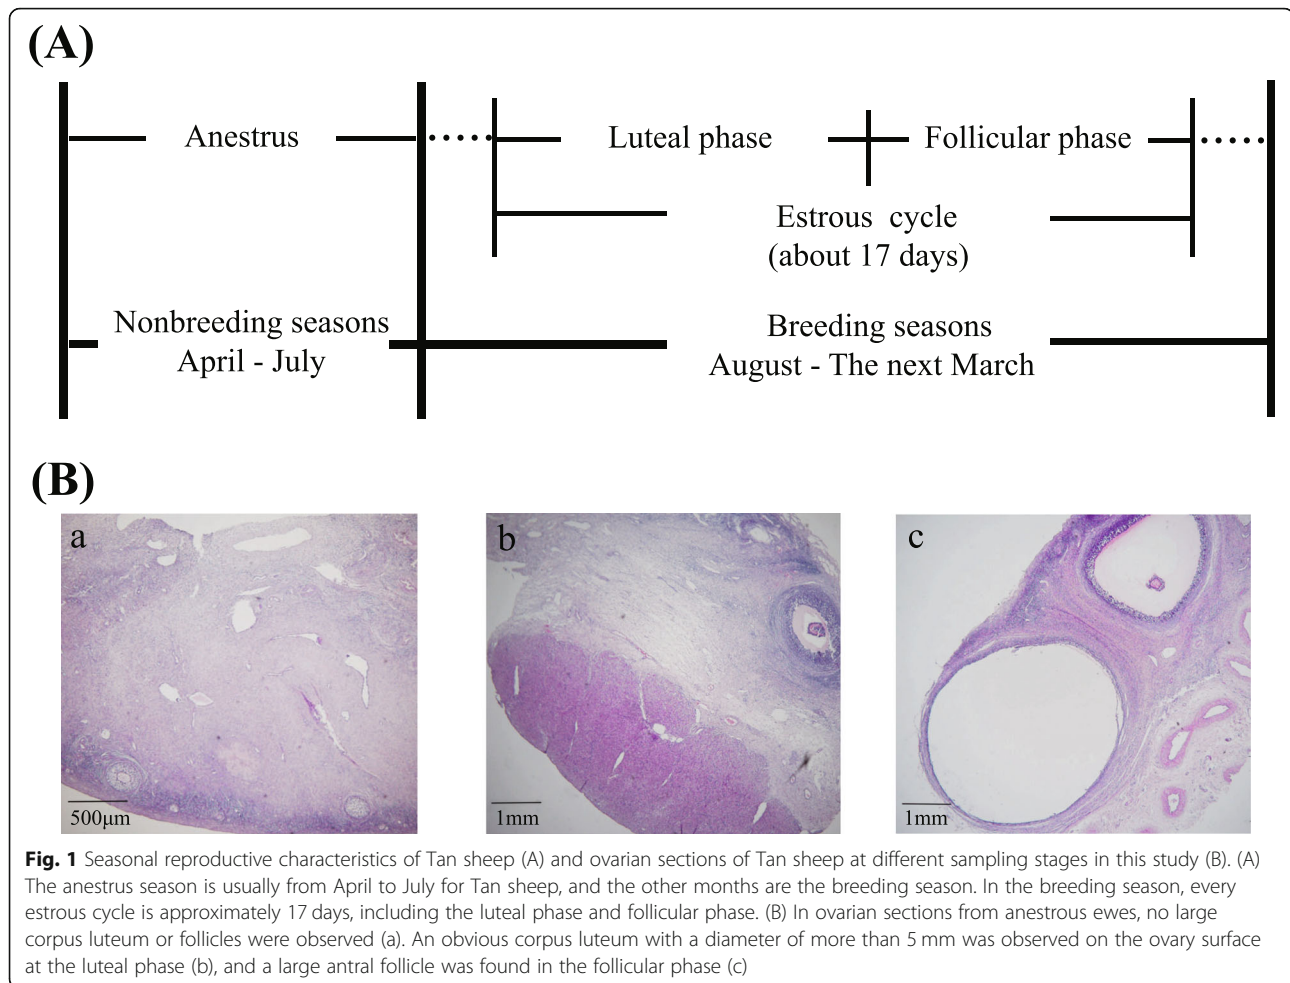 (A)
Anestrus
Luteal phase
Follicular phase
Estrous cycle
(about 17 days)
Nonbreeding seasons
April - July
Breeding seasons
August - The next March
(B)
a
500μm
b
1mm
c
1mm
Fig. 1 Seasonal reproductive characteristics of Tan sheep (A) and ovarian sections of Tan sheep at different sampling stages in this study (B). (A)
The anestrus season is usually from April to July for Tan sheep, and the other months are the breeding season. In the breeding season, every
estrous cycle is approximately 17 days, including the luteal phase and follicular phase. (B) In ovarian sections from anestrous ewes, no large
corpus luteum or follicles were observed (a). An obvious corpus luteum with a diameter of more than 5 mm was observed on the ovary surface
at the luteal phase (b), and a large antral follicle was found in the follicular phase (c)